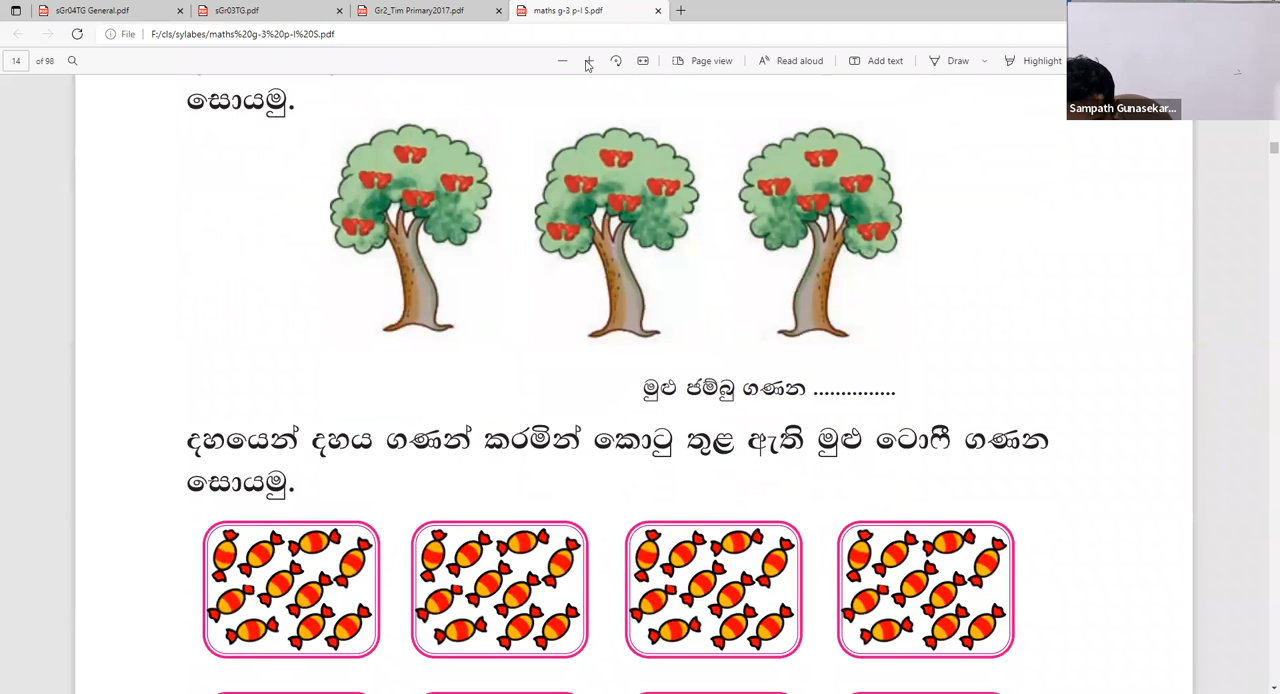 sGr04TG General.pdf
sGr03TG.pdf
Gr2_Tim Primary2017.pdf
maths g-3 p-I S.pdf
File
F:/cls/sylabes/maths%20g-3%20p-I%20S.pdf
14
of 98
Page view
Read aloud
Add text
Draw
Highlight
Sampath Gunasekar...
සොයමු.
මුළු ජම්බු ගණන ...............
දහයෙන් දහය ගණන් කරමින් කොටු තුළ ඇති මුළු ටොෆී ගණන
සොයමු.